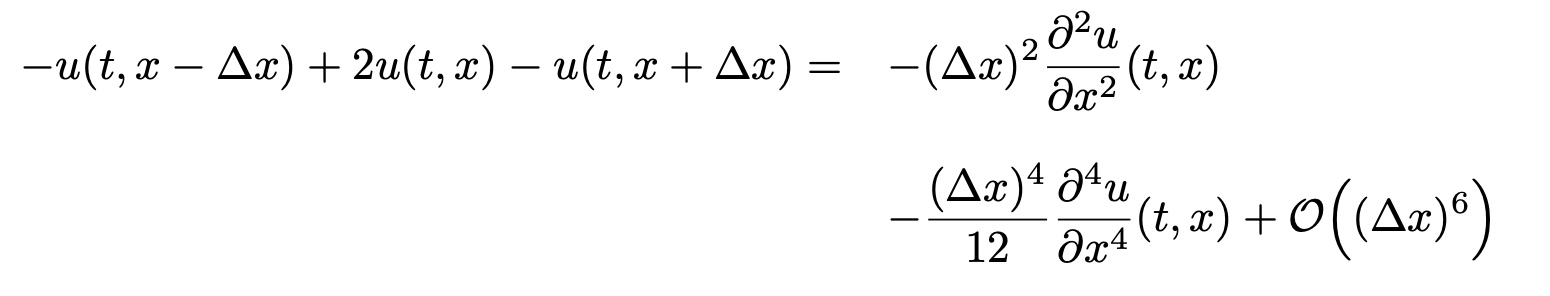 −u(t, x − Δx) + 2u(t, x) − u(t, x + Δx) = −(Δx)² ∂²u/∂x² (t, x)
−(Δx)⁴/12 ∂⁴u/∂x⁴ (t, x) + 𝒪((Δx)⁶)